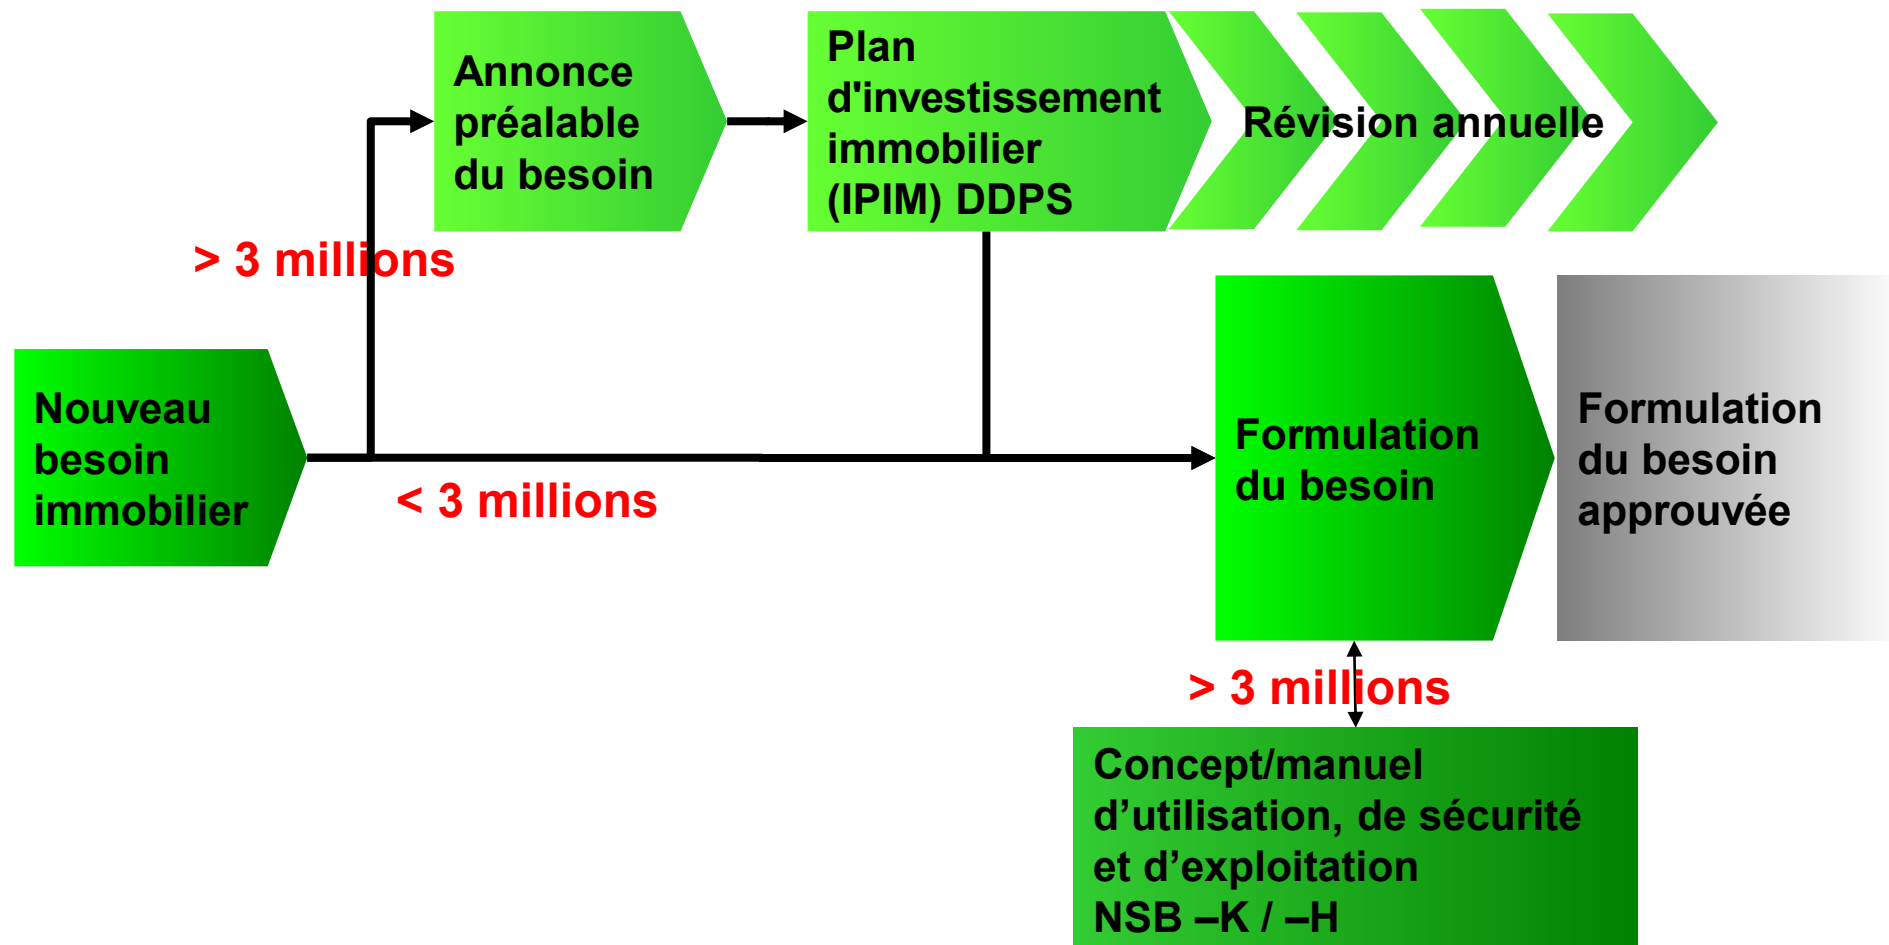 Annonce
préalable
du besoin
Plan
d'investissement
immobilier
(IPIM) DDPS
Révision annuelle
> 3 millions
Nouveau
besoin
immobilier
< 3 millions
Formulation
du besoin
Formulation
du besoin
approuvée
> 3 millions
Concept/manuel
d’utilisation, de sécurité
et d’exploitation
NSB –K / –H